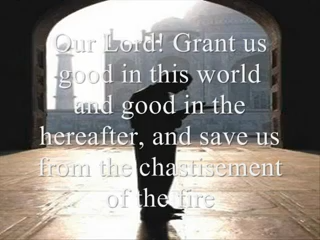 Our Lord! Grant us
good in this world
and good in the
hereafter, and save us
from the chastisement
of the fire